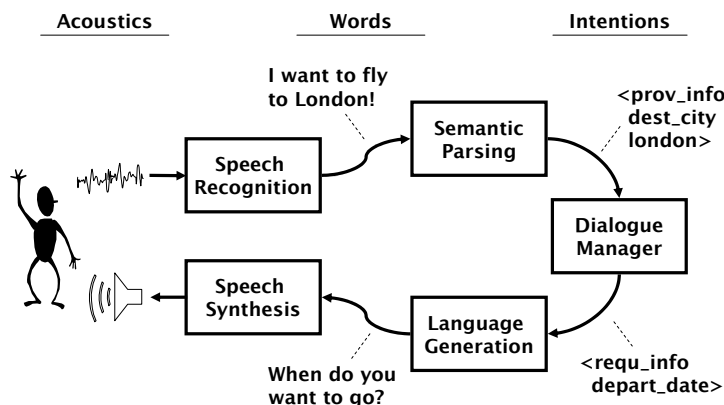 Acoustics
Words
Intentions
I want to fly
to London!
<prov_info
dest_city
london>
Semantic
Parsing
Speech
Recognition
Dialogue
Manager
Speech
Synthesis
Language
Generation
When do you
want to go?
<requ_info
depart_date>